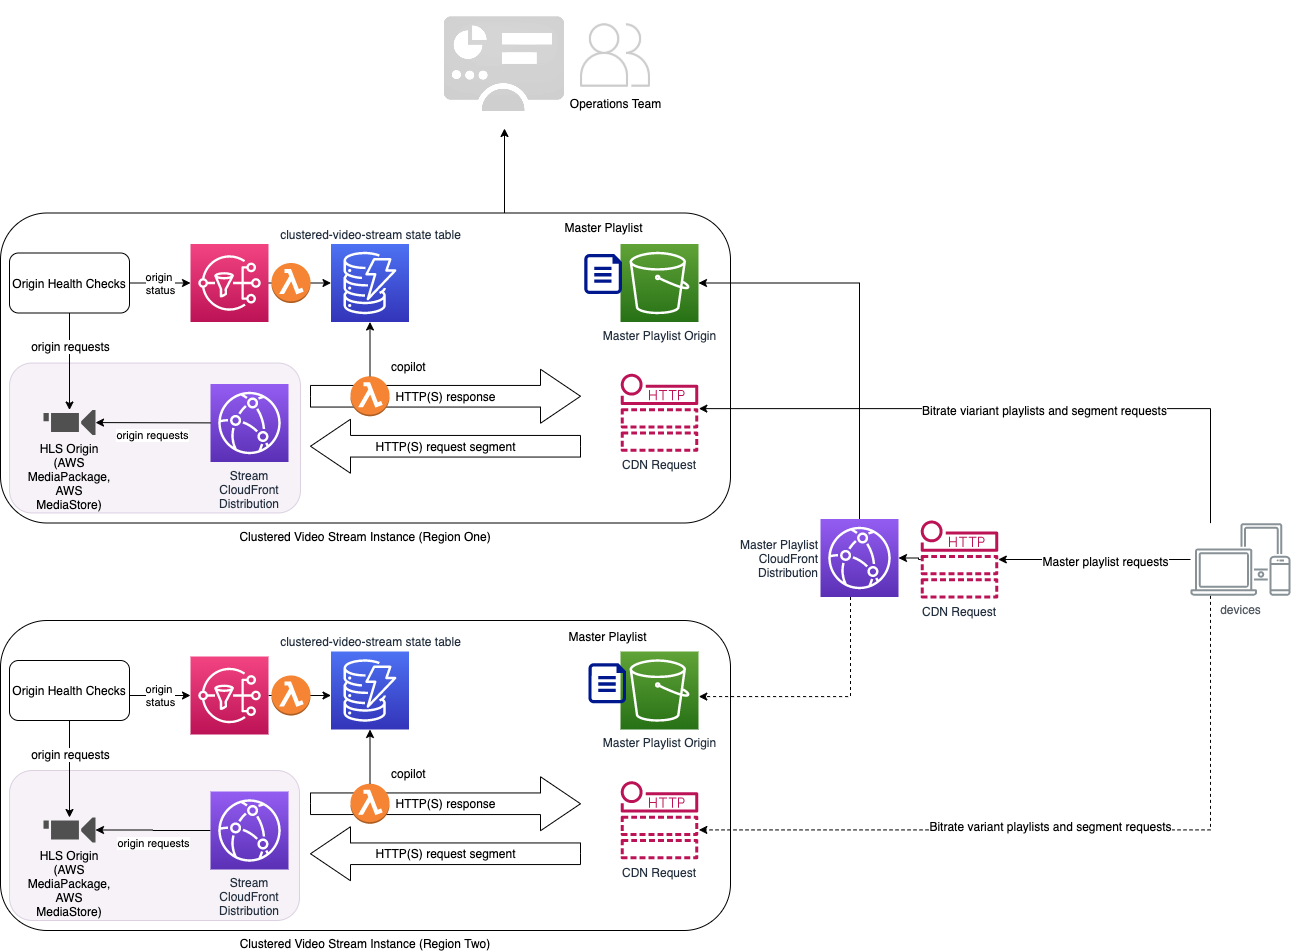 Operations Team
clustered-video-stream state table
Master Playlist
Origin Health Checks
origin
status
Master Playlist Origin
origin requests
copilot
HTTP(S) response
HTTP
HTTP(S) request segment
CDN Request
origin requests
HLS Origin
(AWS
MediaPackage,
AWS
MediaStore)
Stream
CloudFront
Distribution
Clustered Video Stream Instance (Region One)
Bitrate viariant playlists and segment requests
Master Playlist
CloudFront
Distribution
HTTP
CDN Request
Master playlist requests
devices
clustered-video-stream state table
Master Playlist
Origin Health Checks
origin
status
Master Playlist Origin
origin requests
copilot
HTTP(S) response
HTTP
HTTP(S) request segment
CDN Request
origin requests
HLS Origin
(AWS
MediaPackage,
AWS
MediaStore)
Stream
CloudFront
Distribution
Bitrate variant playlists and segment requests
Clustered Video Stream Instance (Region Two)